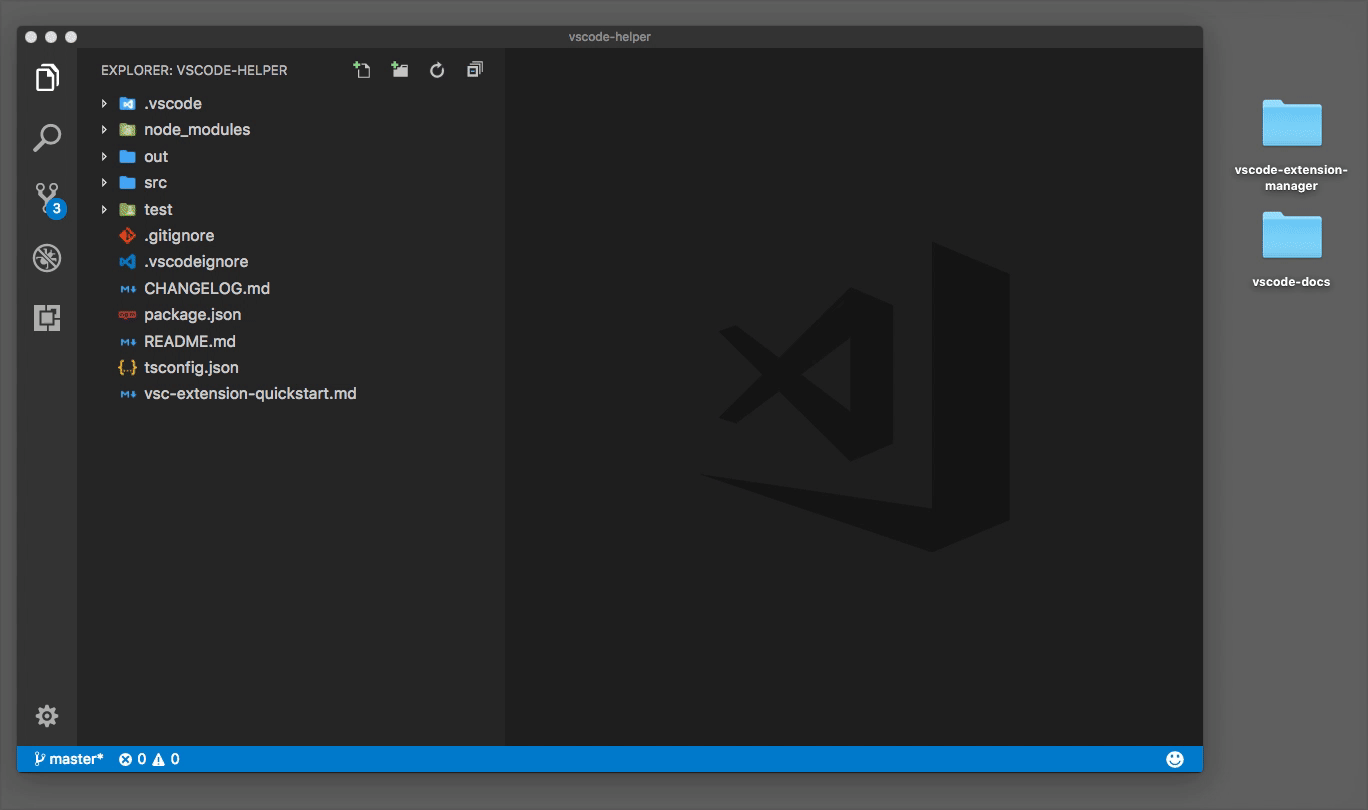 vscode-helper
EXPLORER: VSCODE-HELPER
.vscode
node_modules
out
src
test
.gitignore
.vscodeignore
CHANGELOG.md
package.json
README.md
tsconfig.json
vsc-extension-quickstart.md
3
master* 0 0
vscode-extension-
manager
vscode-docs